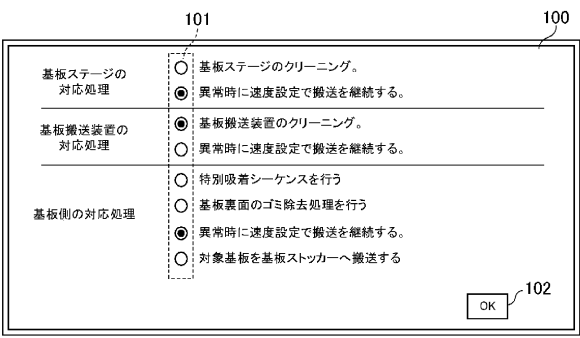 101
100
基板ステージの
対応処理
基板ステージのクリーニング。
異常時に速度設定で搬送を継続する。
基板搬送装置の
対応処理
基板搬送装置のクリーニング。
異常時に速度設定で搬送を継続する。
基板側の対応処理
特別吸着シーケンスを行う
基板裏面のゴミ除去処理を行う
異常時に速度設定で搬送を継続する。
対象基板を基板ストッカーへ搬送する
OK
102